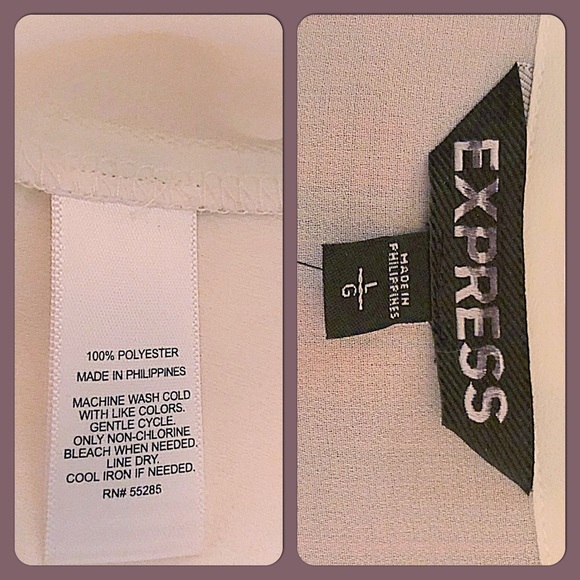 100% POLYESTER
MADE IN PHILIPPINES
MACHINE WASH COLD
WITH LIKE COLORS.
GENTLE CYCLE.
ONLY NON-CHLORINE
BLEACH WHEN NEEDED.
LINE DRY.
COOL IRON IF NEEDED.
RN# 55285
EXPRESS
MADE IN
PHILIPPINES
L
G